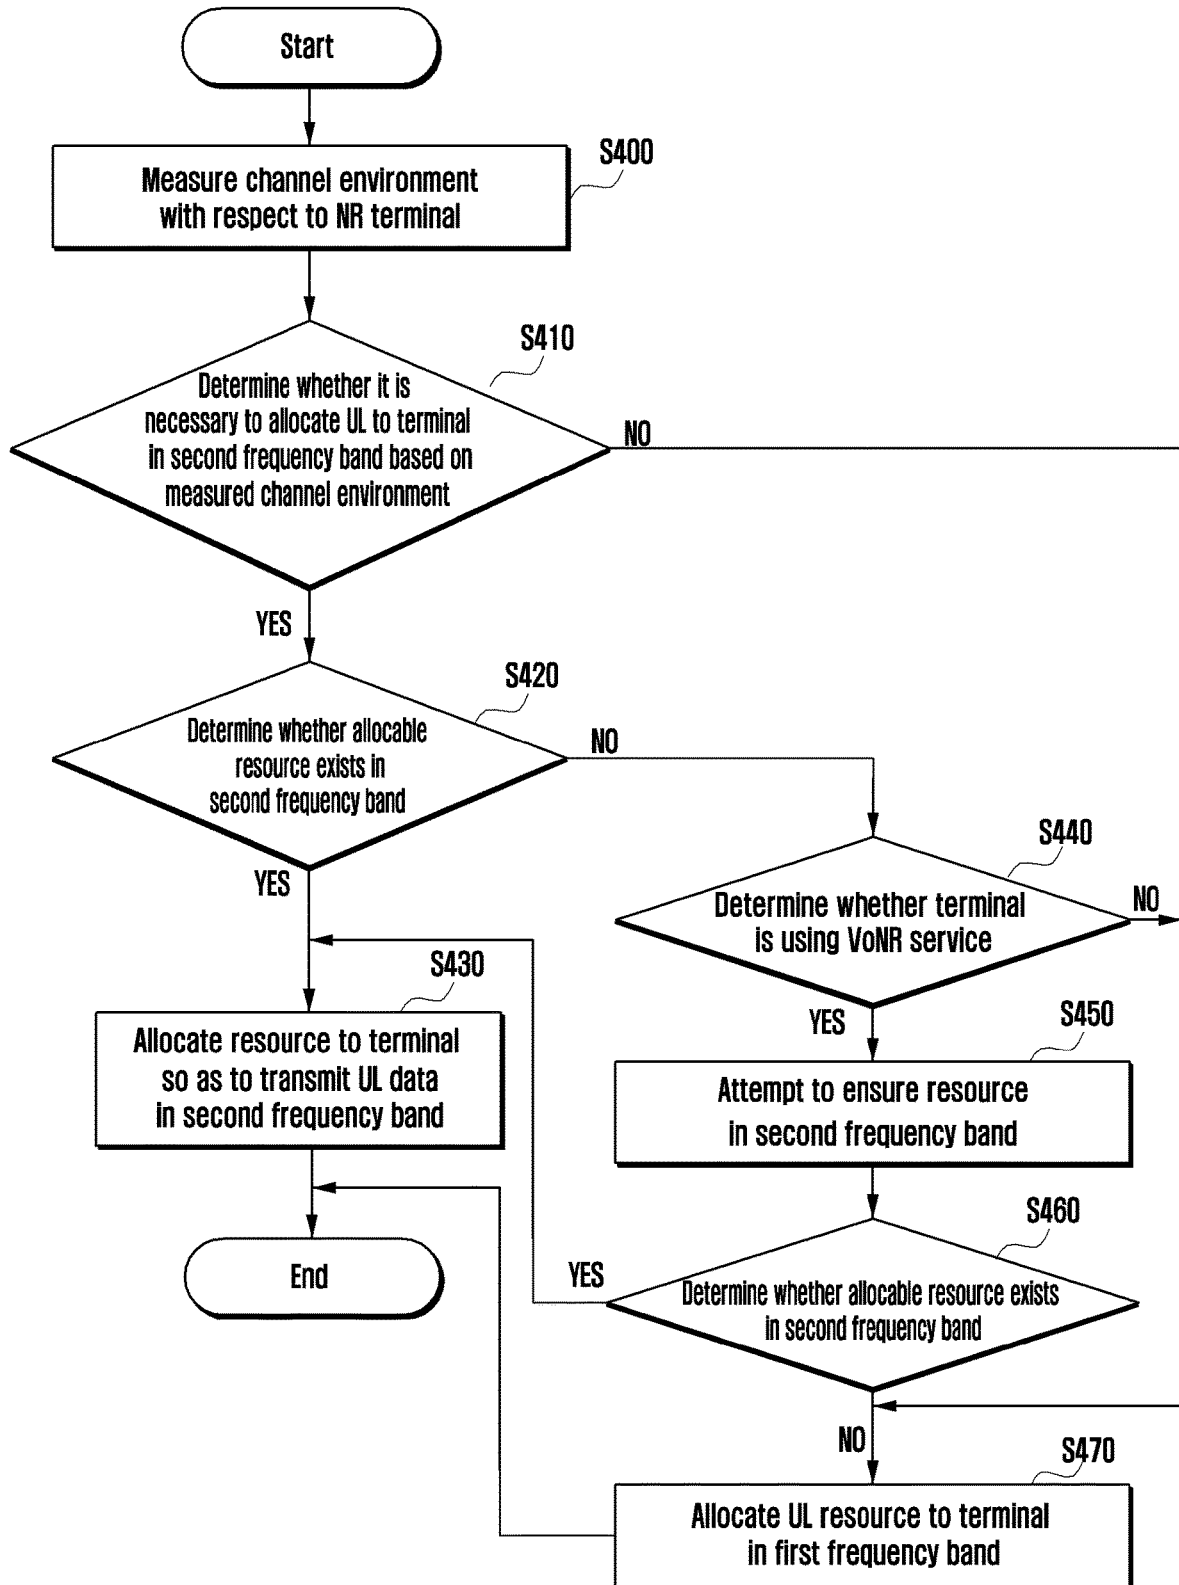 Start
S400
Measure channel environment
with respect to NR terminal
S410
Determine whether it is
necessary to allocate UL to terminal
in second frequency band based on
measured channel environment
NO
YES
S420
Determine whether allocable
resource exists in
second frequency band
NO
YES
S440
Determine whether terminal
is using VoNR service
NO
YES
S430
Allocate resource to terminal
so as to transmit UL data
in second frequency band
S450
Attempt to ensure resource
in second frequency band
S460
Determine whether allocable resource exists
in second frequency band
YES
End
NO
S470
Allocate UL resource to terminal
in first frequency band